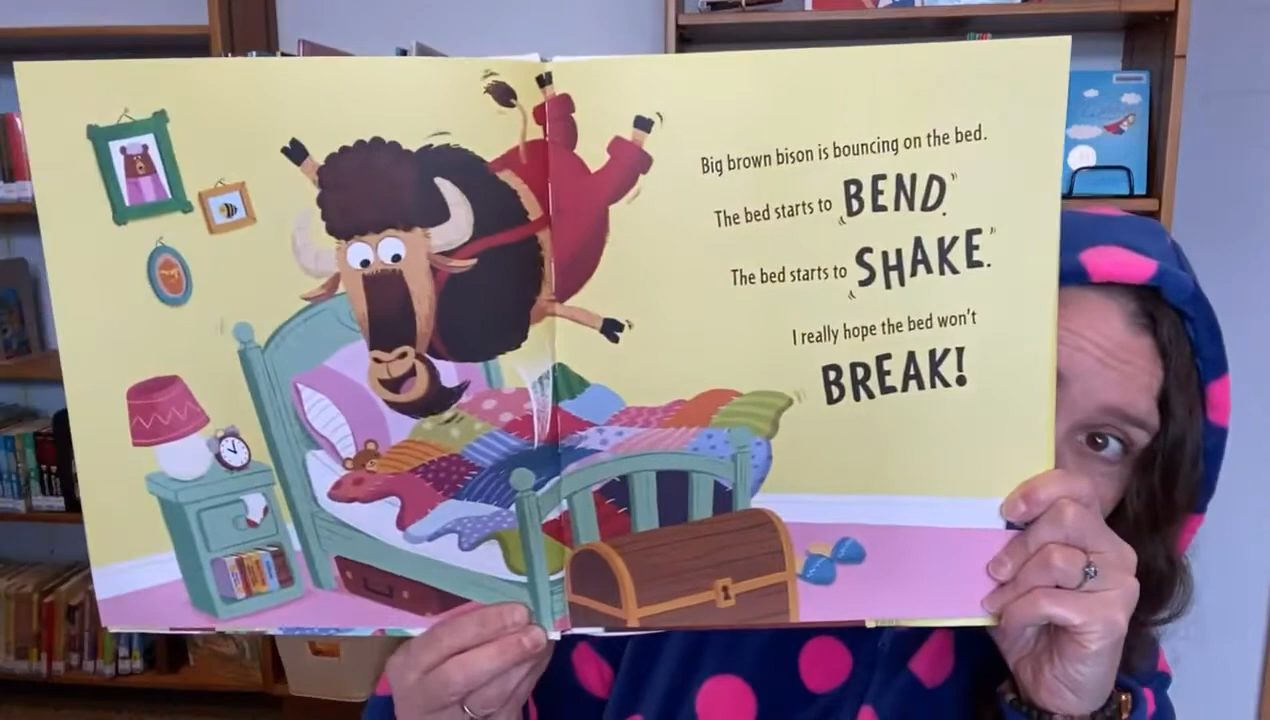 Big brown bison is bouncing on the bed.
The bed starts to BEND.
The bed starts to SHAKE.
I really hope the bed won't
BREAK!